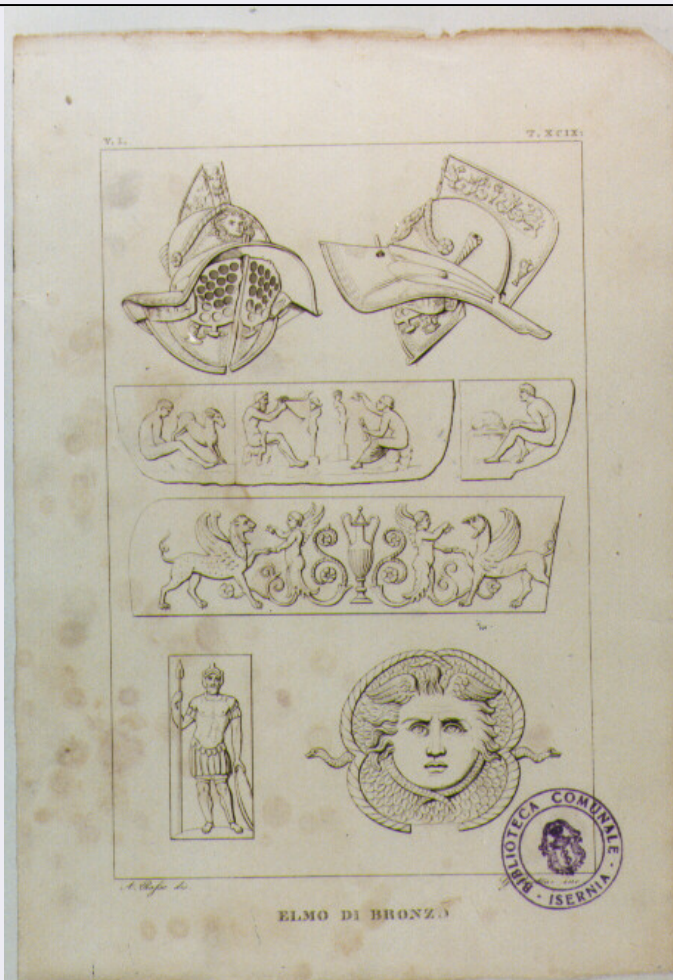 V. I.
T. XCIX.
BIBLIOTECA COMUNALE
· ISERNIA ·
ELMO DI BRONZO